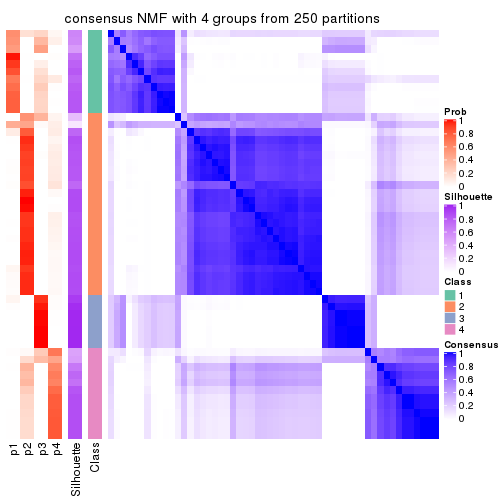 consensus NMF with 4 groups from 250 partitions
Prob
1
0.8
0.6
0.4
0.2
0
Silhouette
1
0.8
0.6
0.4
0.2
0
Class
1
2
3
4
Consensus
1
0.8
0.6
0.4
0.2
0
p1
p2
p3
p4
Silhouette
Class